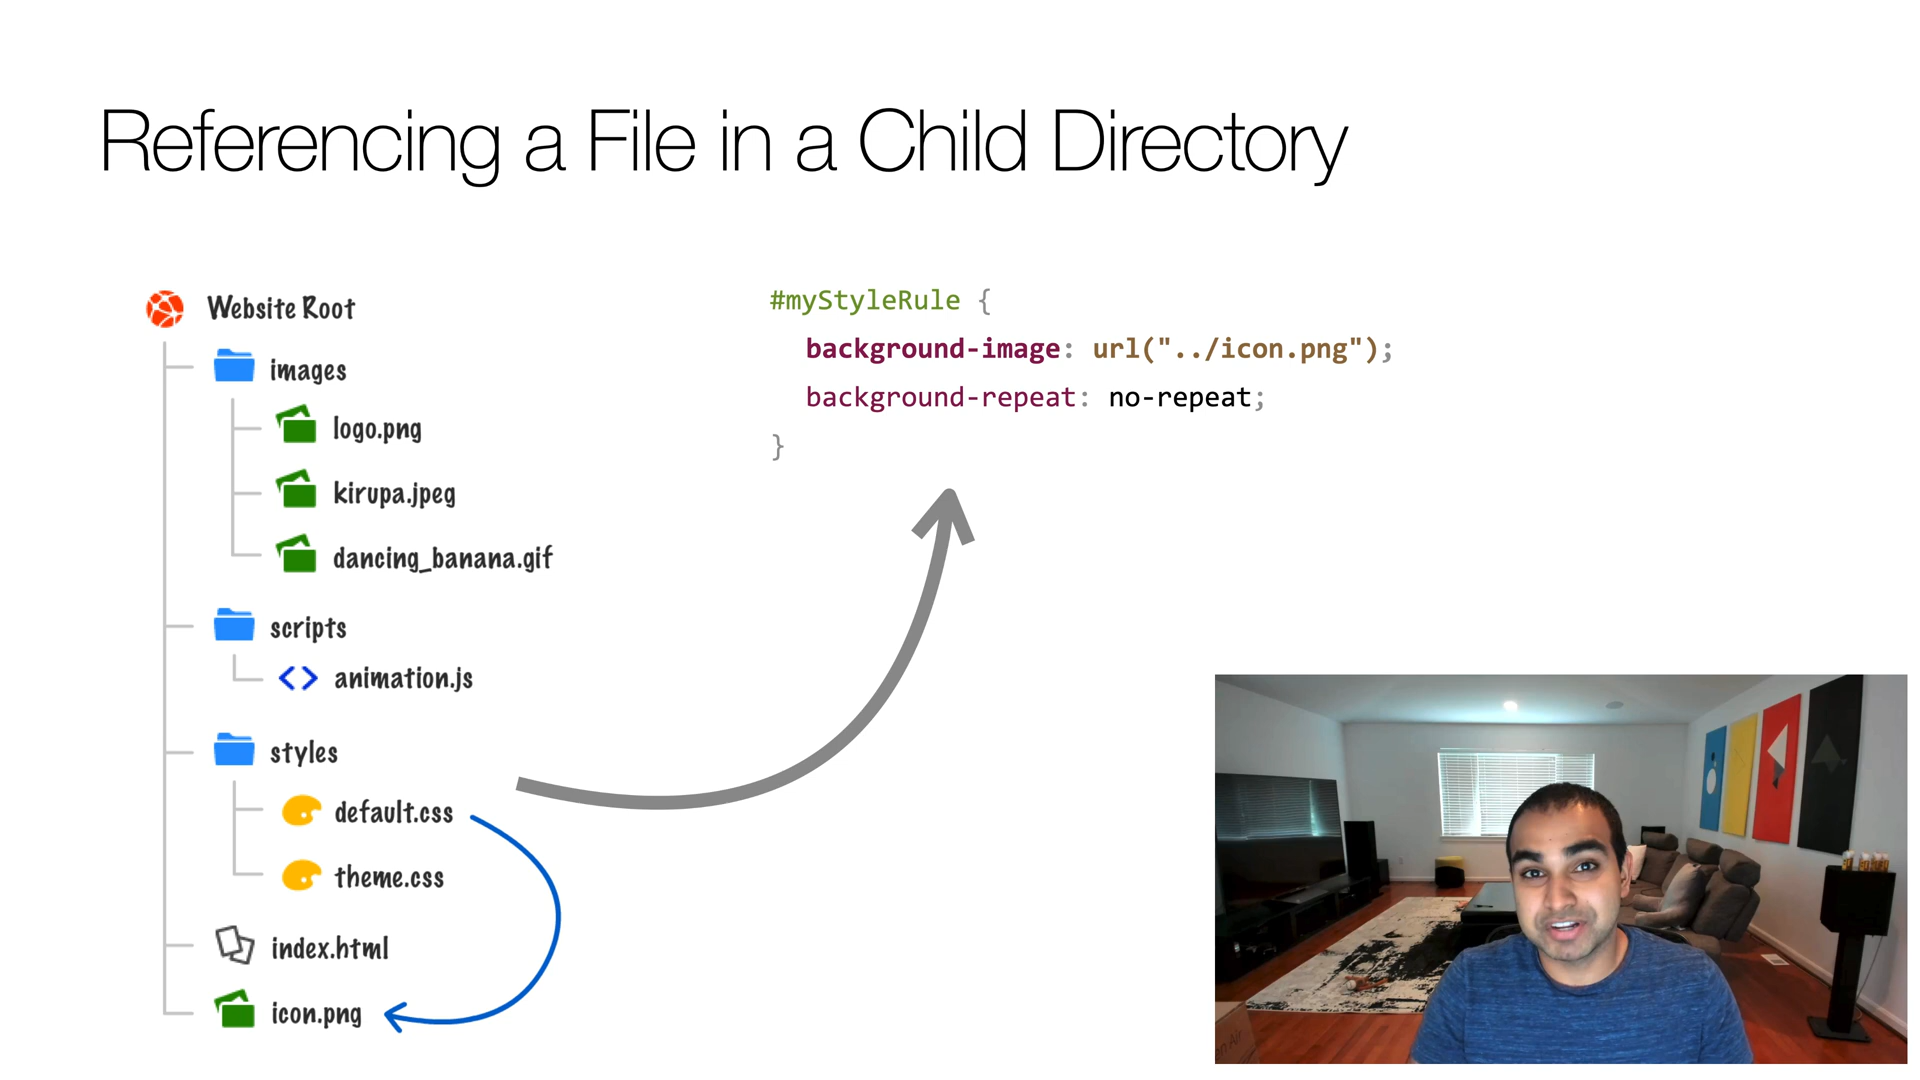 Referencing a File in a Child Directory
Website Root
images
logo.png
kirupa.jpeg
dancing_banana.gif
scripts
animation.js
styles
default.css
theme.css
index.html
icon.png
#myStyleRule {
background-image: url("../icon.png");
background-repeat: no-repeat;
}